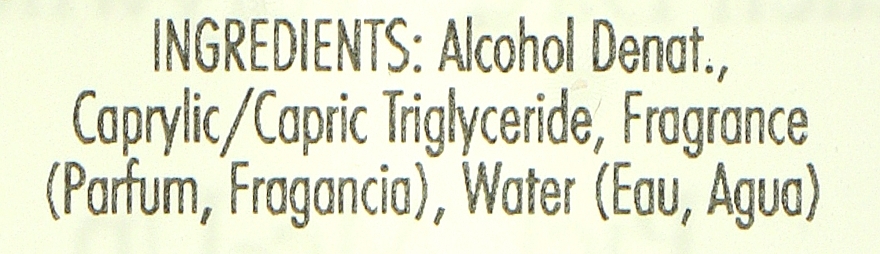 INGREDIENTS: Alcohol Denat.,
Caprylic/Capric Triglyceride, Fragrance
(Parfum, Fragancia), Water (Eau, Agua)